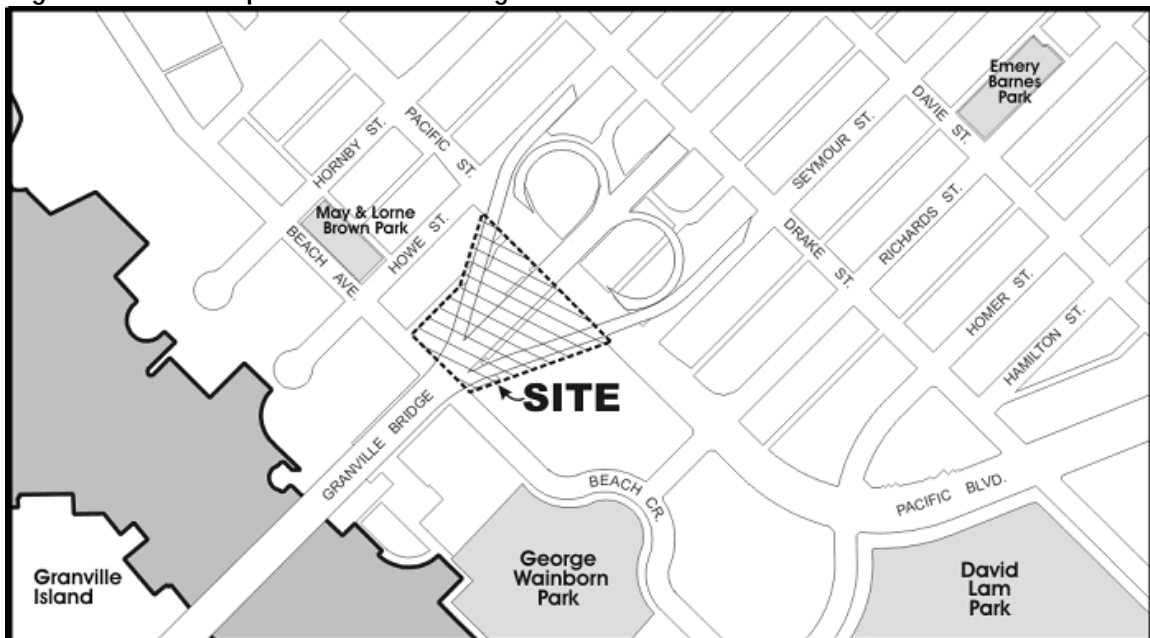 Emery
Barnes
Park
DAVIE ST.
PACIFIC ST.
HORNBY ST.
SEYMOUR ST.
May & Lorne
Brown Park
HOWE ST.
BEACH AVE.
RICHARDS ST.
DRAKE ST.
HOMER ST.
HAMILTON ST.
SITE
GRANVILLE BRIDGE
BEACH CR.
PACIFIC BLVD.
George
Wainborn
Park
David
Lam
Park
Granville
Island